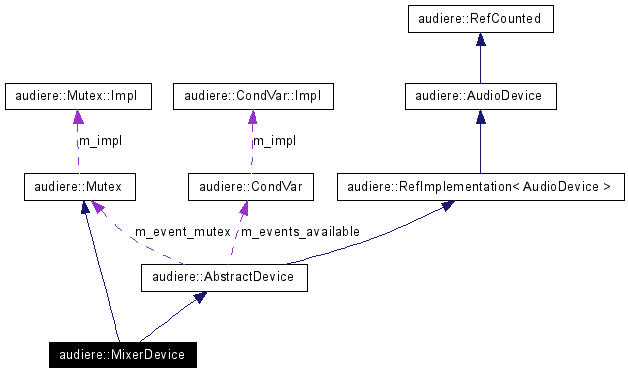 audiere::RefCounted
audiere::Mutex::Impl
audiere::CondVar::Impl
audiere::AudioDevice
m_impl
m_impl
audiere::Mutex
audiere::CondVar
audiere::RefImplementation< AudioDevice >
m_event_mutex
m_events_available
audiere::AbstractDevice
audiere::MixerDevice